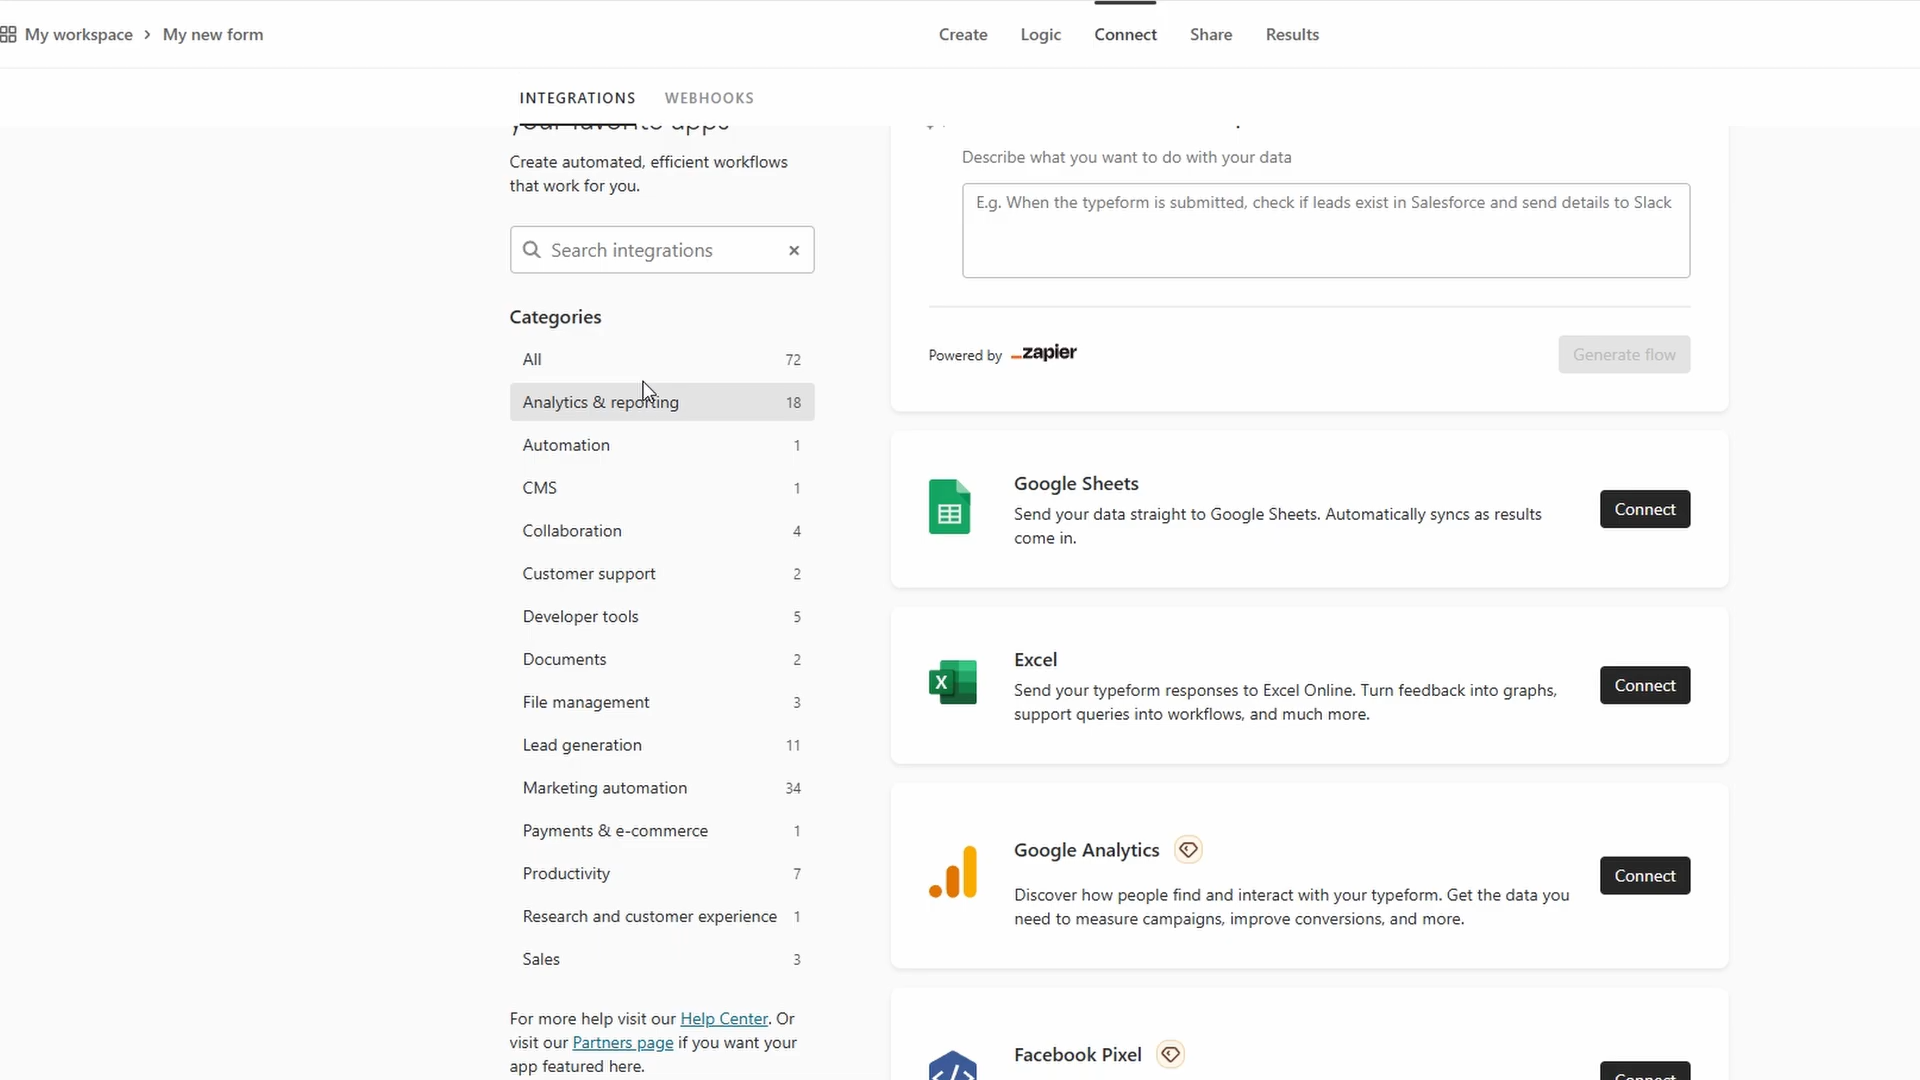 My workspace › My new form
Create Logic Connect Share Results
INTEGRATIONS WEBHOOKS
your favorite apps
Create automated, efficient workflows
that work for you.
Search integrations
Categories
All 72
Analytics & reporting 18
Automation 1
CMS 1
Collaboration 4
Customer support 2
Developer tools 5
Documents 2
File management 3
Lead generation 11
Marketing automation 34
Payments & e-commerce 1
Productivity 7
Research and customer experience 1
Sales 3
For more help visit our Help Center. Or
visit our Partners page if you want your
app featured here.
Describe what you want to do with your data
E.g. When the typeform is submitted, check if leads exist in Salesforce and send details to Slack
Powered by zapier
Generate flow
Google Sheets
Send your data straight to Google Sheets. Automatically syncs as results
come in.
Connect
Excel
Send your typeform responses to Excel Online. Turn feedback into graphs,
support queries into workflows, and much more.
Connect
Google Analytics
Discover how people find and interact with your typeform. Get the data you
need to measure campaigns, improve conversions, and more.
Connect
Facebook Pixel
Connect